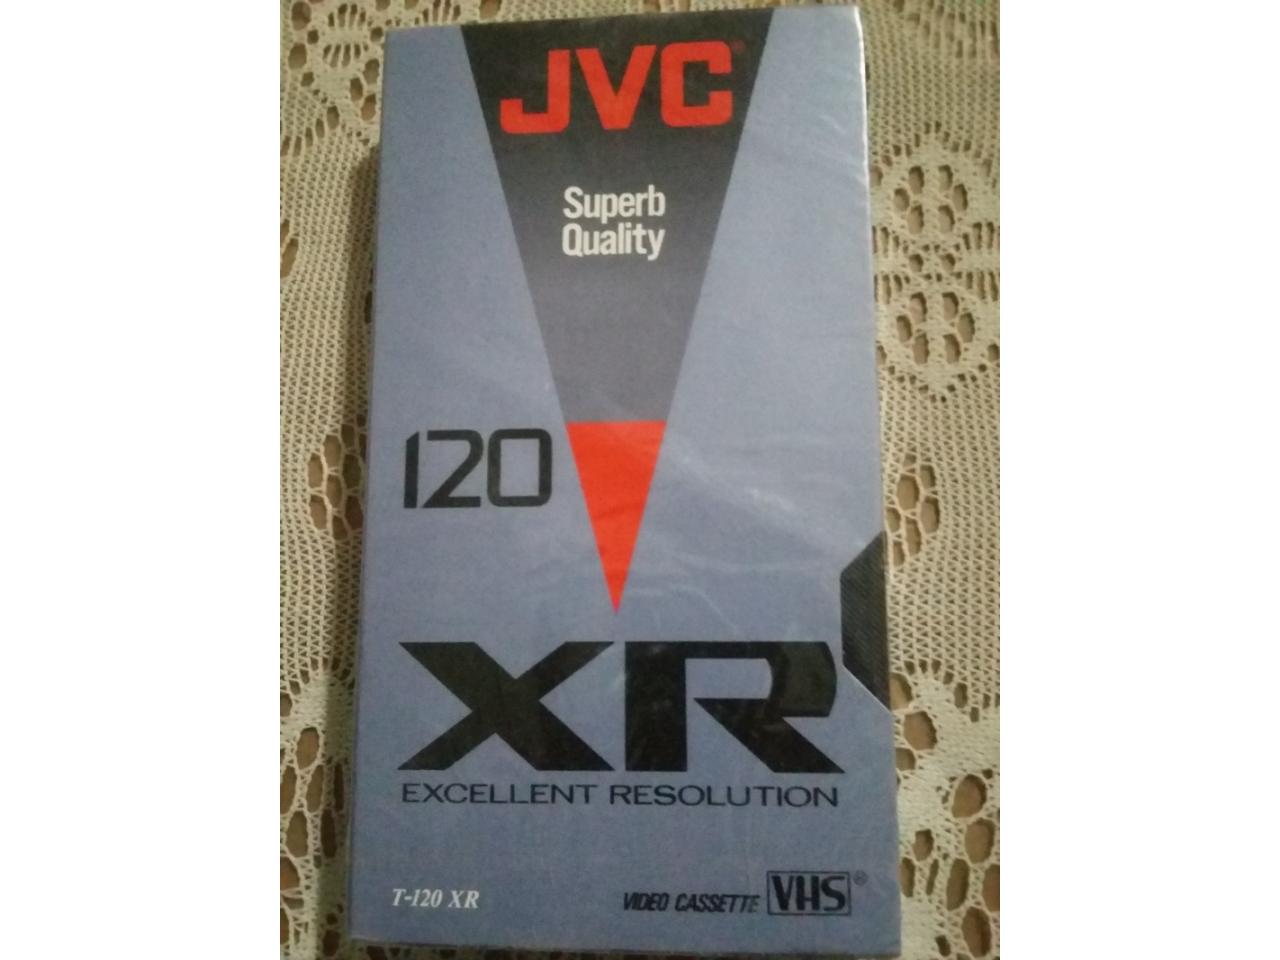 JVC®
Superb
Quality
120
XR
EXCELLENT RESOLUTION
T-120 XR
VIDEO CASSETTE VHS®